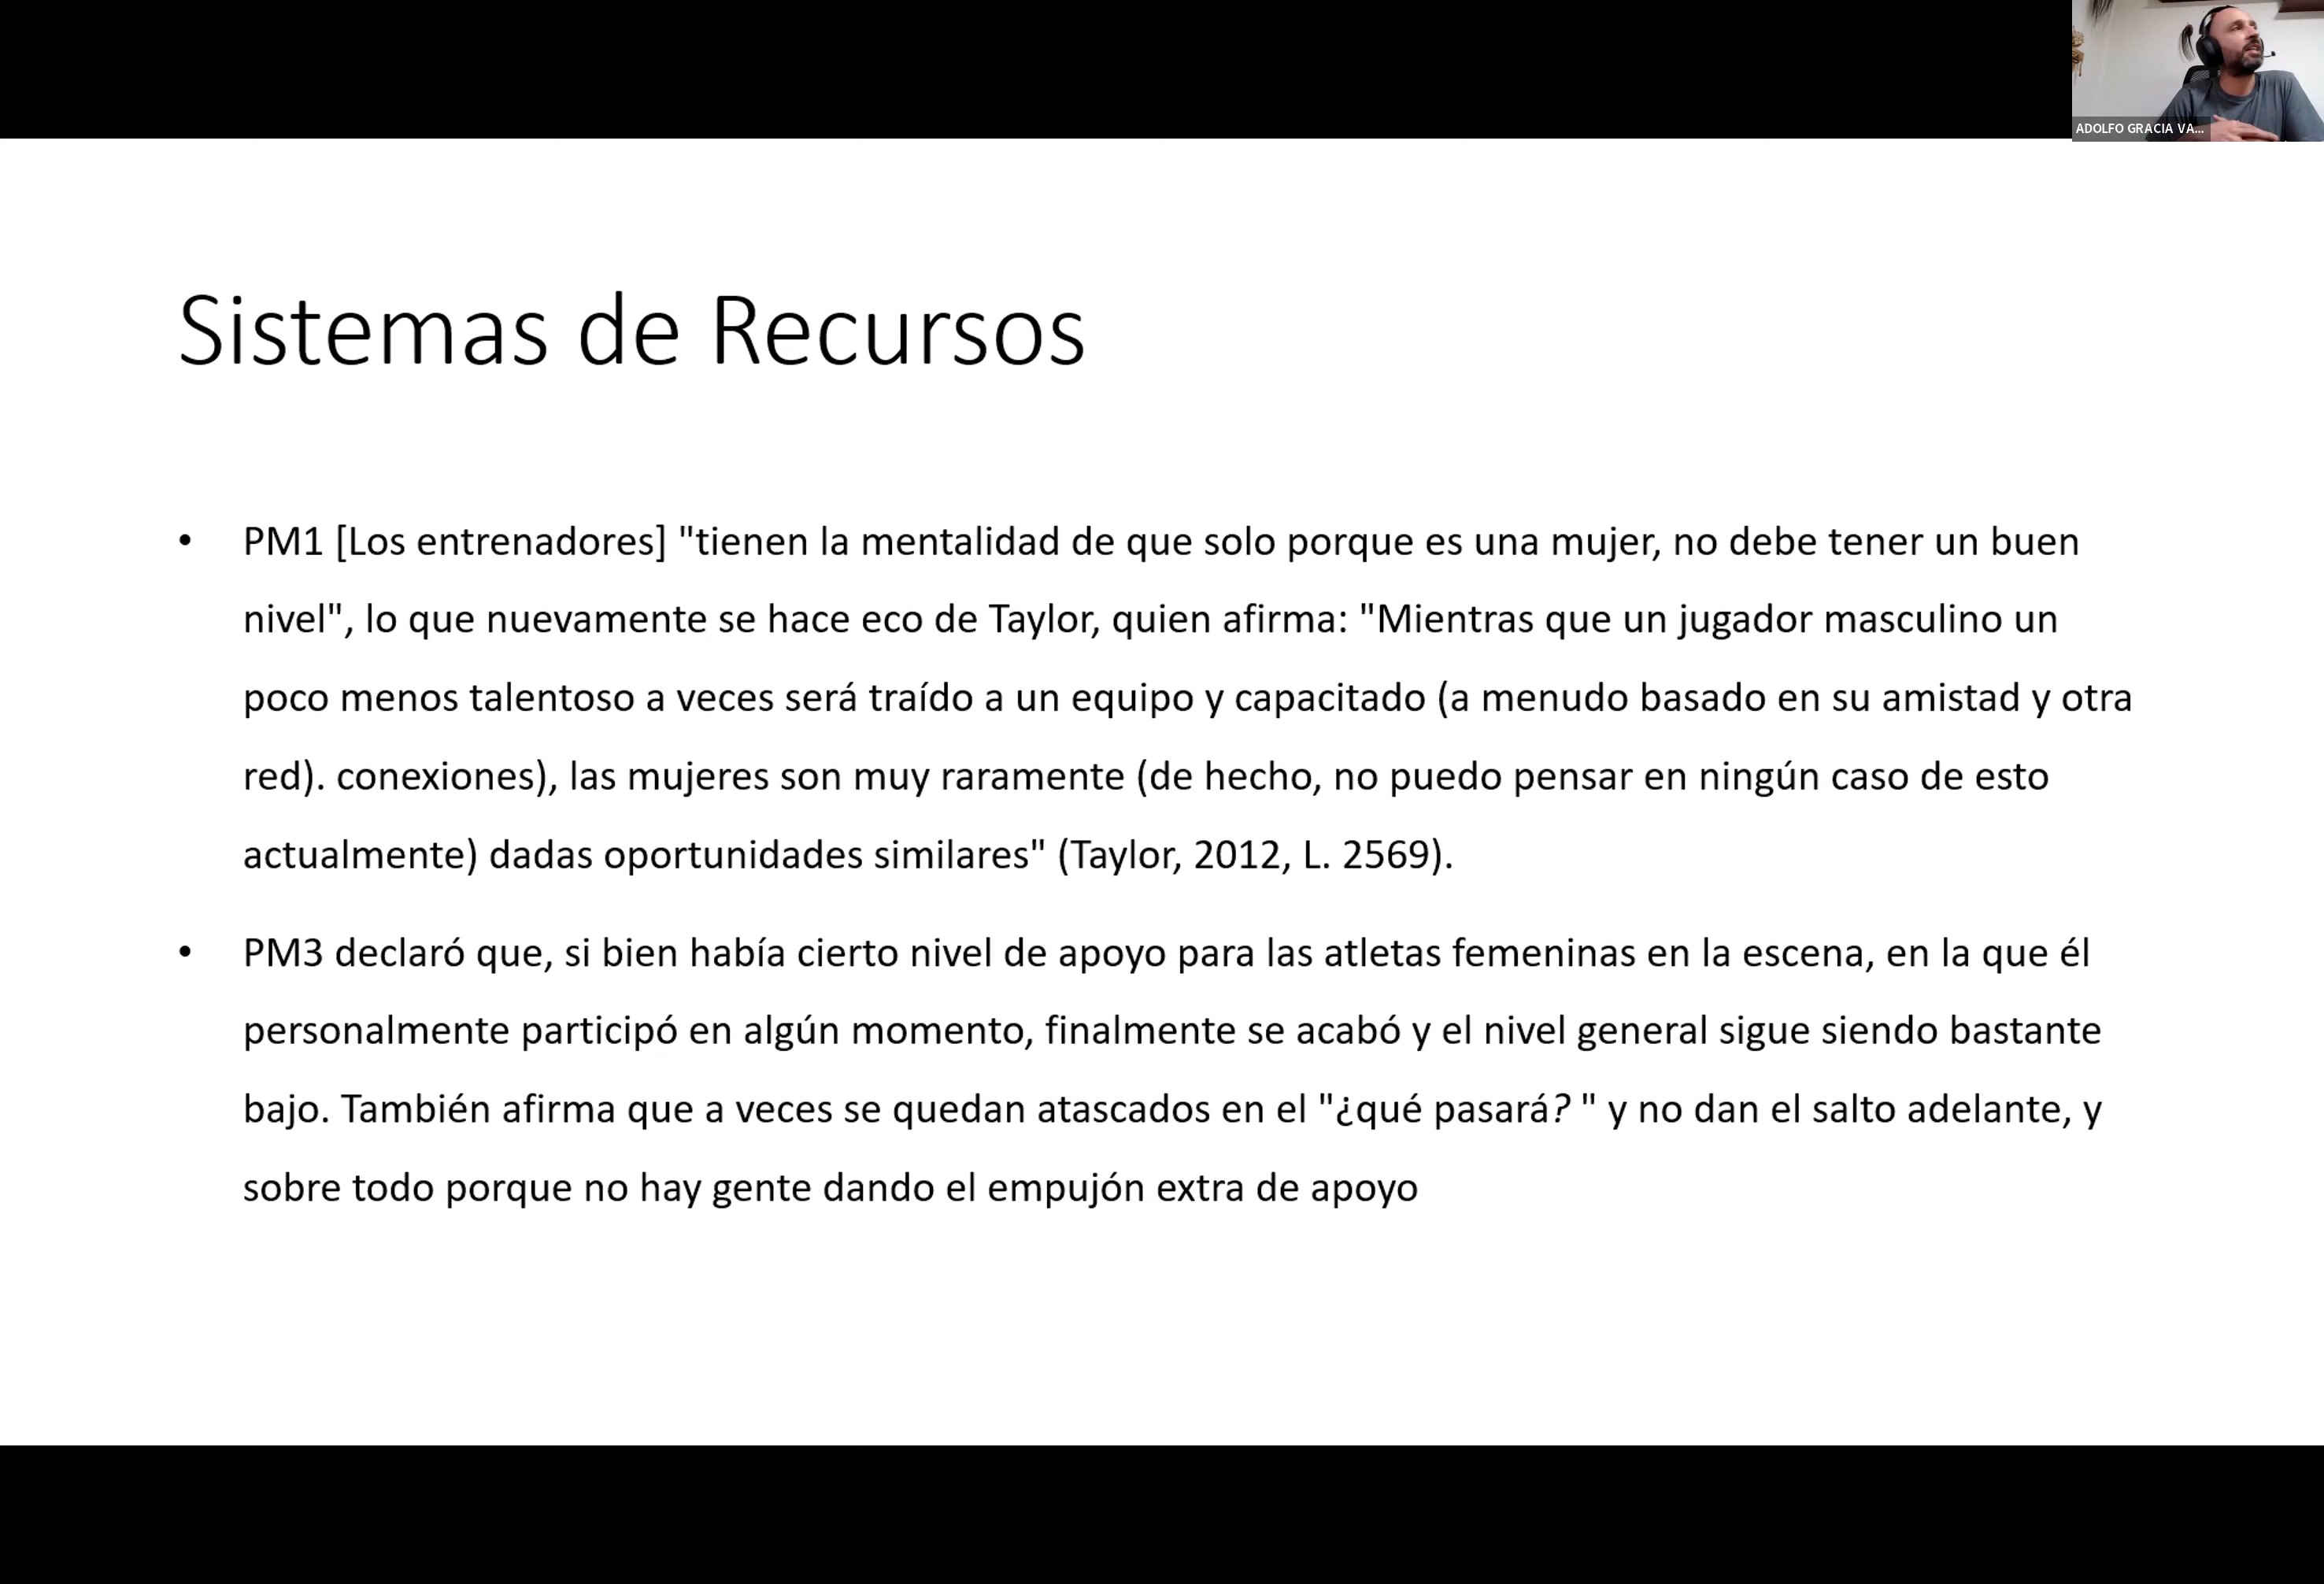 ADOLFO GRACIA VA...
Sistemas de Recursos
• PM1 [Los entrenadores] "tienen la mentalidad de que solo porque es una mujer, no debe tener un buen
nivel", lo que nuevamente se hace eco de Taylor, quien afirma: "Mientras que un jugador masculino un
poco menos talentoso a veces será traído a un equipo y capacitado (a menudo basado en su amistad y otra
red). conexiones), las mujeres son muy raramente (de hecho, no puedo pensar en ningún caso de esto
actualmente) dadas oportunidades similares" (Taylor, 2012, L. 2569).
• PM3 declaró que, si bien había cierto nivel de apoyo para las atletas femeninas en la escena, en la que él
personalmente participó en algún momento, finalmente se acabó y el nivel general sigue siendo bastante
bajo. También afirma que a veces se quedan atascados en el "¿qué pasará? " y no dan el salto adelante, y
sobre todo porque no hay gente dando el empujón extra de apoyo